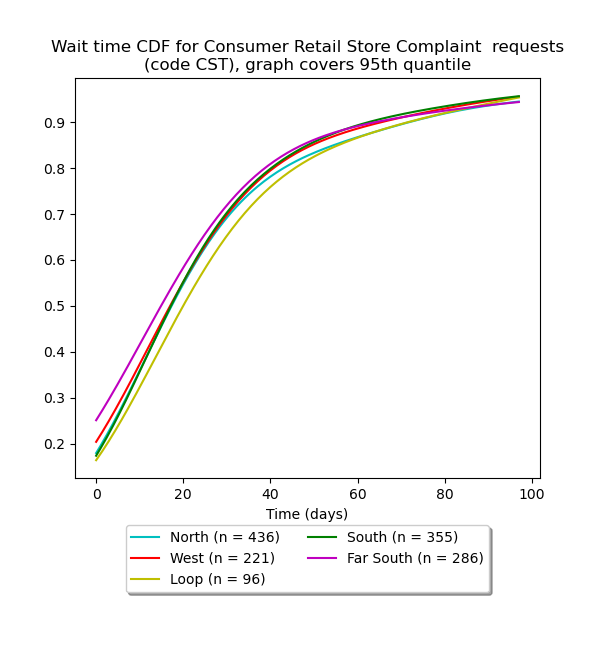 Wait time CDF for Consumer Retail Store Complaint  requests
(code CST), graph covers 95th quantile
0.9
0.8
0.7
0.6
0.5
0.4
0.3
0.2
0 20 40 60 80 100
Time (days)
North (n = 436)
West (n = 221)
Loop (n = 96)
South (n = 355)
Far South (n = 286)